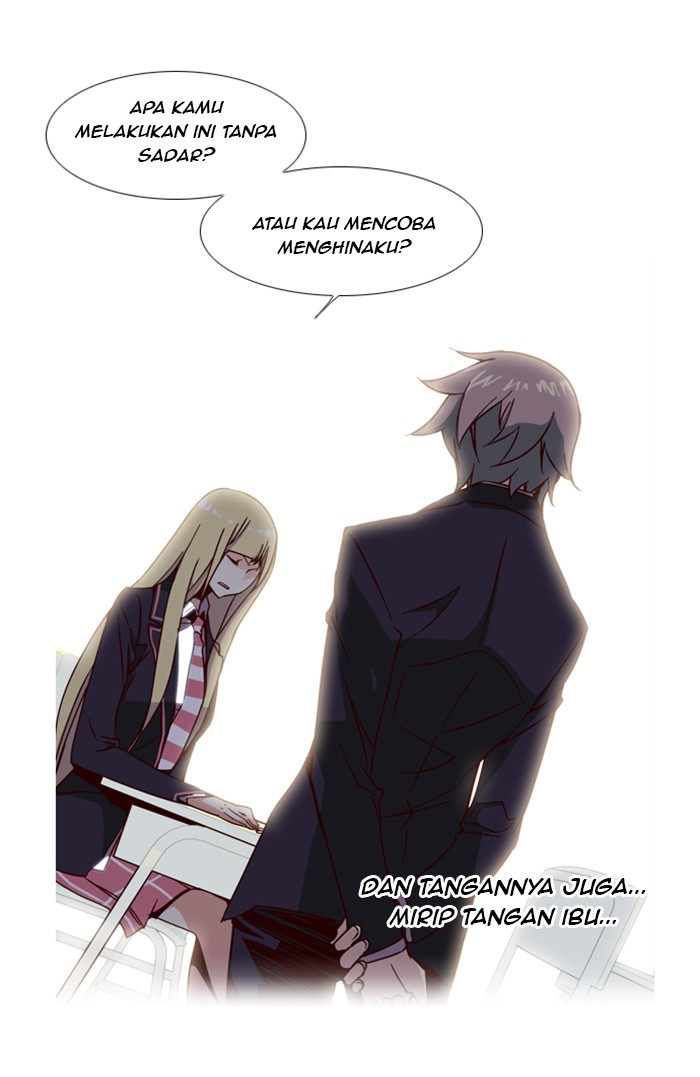 APA KAMU
MELAKUKAN INI TANPA
SADAR?
ATAU KAU MENCOBA
MENGHINAKU?
DAN TANGANNYA JUGA...
MIRIP TANGAN IBU...